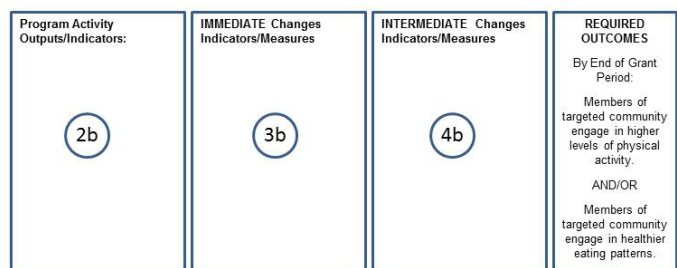 Program Activity
Outputs/Indicators:
2b
IMMEDIATE Changes
Indicators/Measures
3b
INTERMEDIATE Changes
Indicators/Measures
4b
REQUIRED
OUTCOMES
By End of Grant
Period:
Members of
targeted community
engage in higher
levels of physical
activity.
AND/OR
Members of
targeted community
engage in healthier
eating patterns.